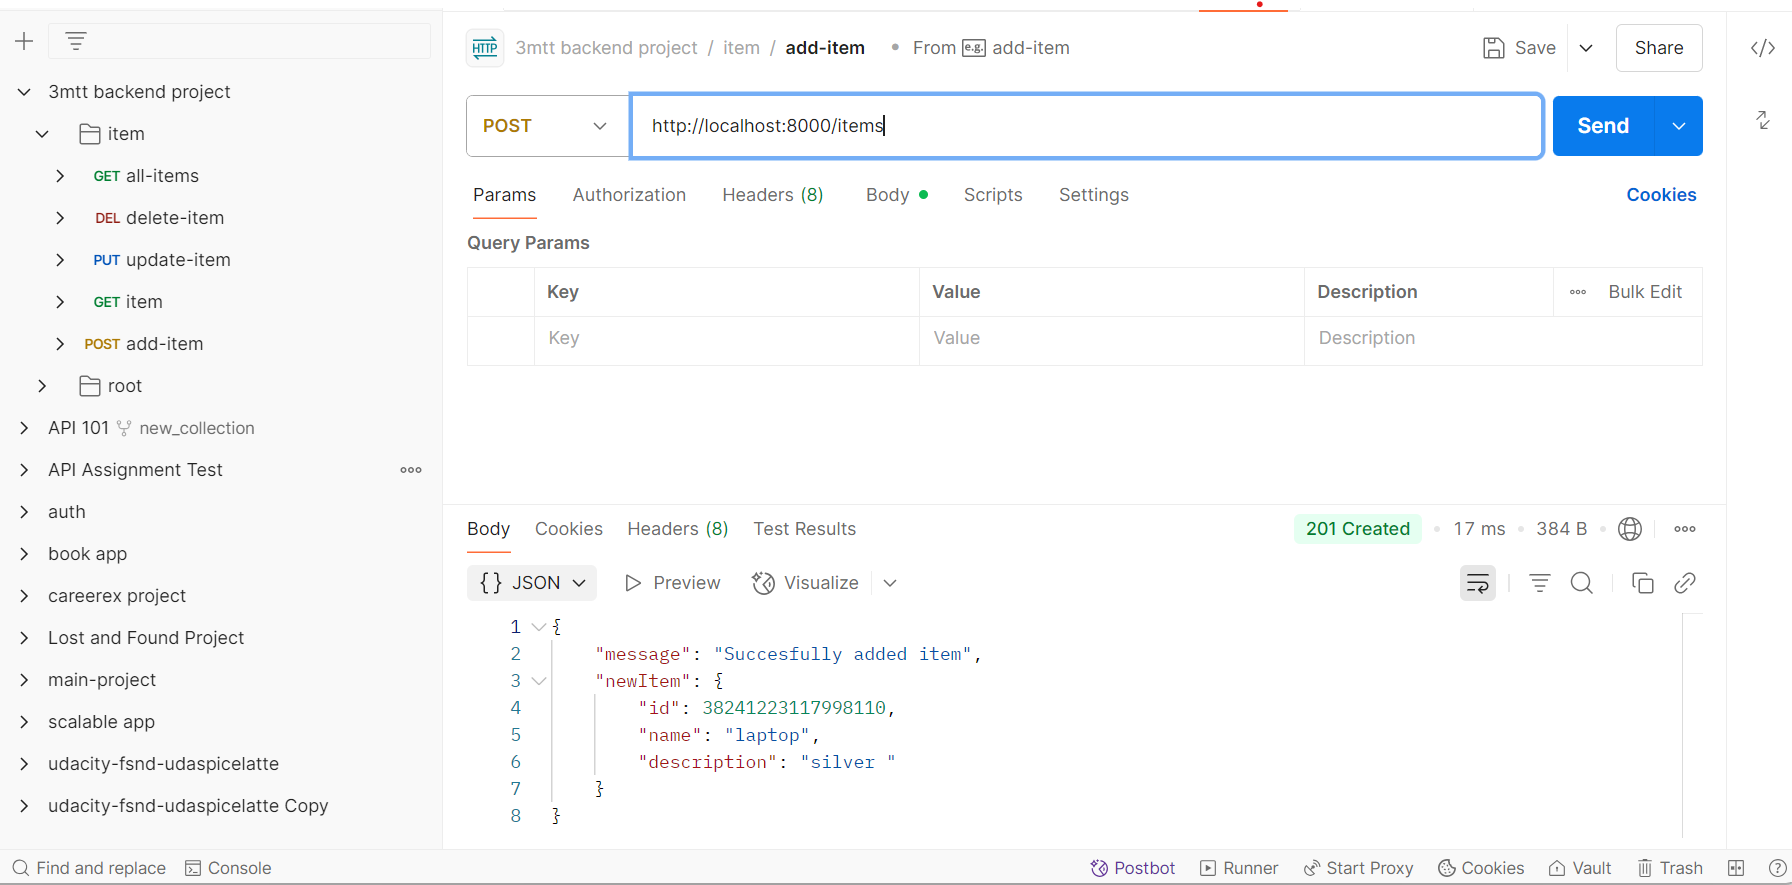 HTTP 3mtt backend project / item / add-item • From e.g. add-item
Save
Share
</>
3mtt backend project
item
GET all-items
DEL delete-item
PUT update-item
GET item
POST add-item
root
API 101 new_collection
API Assignment Test
auth
book app
careerex project
Lost and Found Project
main-project
scalable app
udacity-fsnd-udaspicelatte
udacity-fsnd-udaspicelatte Copy
POST http://localhost:8000/items Send
Params Authorization Headers (8) Body Scripts Settings Cookies
Query Params
Key Value Description Bulk Edit
Key Value Description
Body Cookies Headers (8) Test Results 201 Created • 17 ms • 384 B
{} JSON Preview Visualize
1 {
2 "message": "Succesfully added item",
3 "newItem": {
4 "id": 38241223117998110,
5 "name": "laptop",
6 "description": "silver "
7 }
8 }
Find and replace Console Postbot Runner Start Proxy Cookies Vault Trash ?